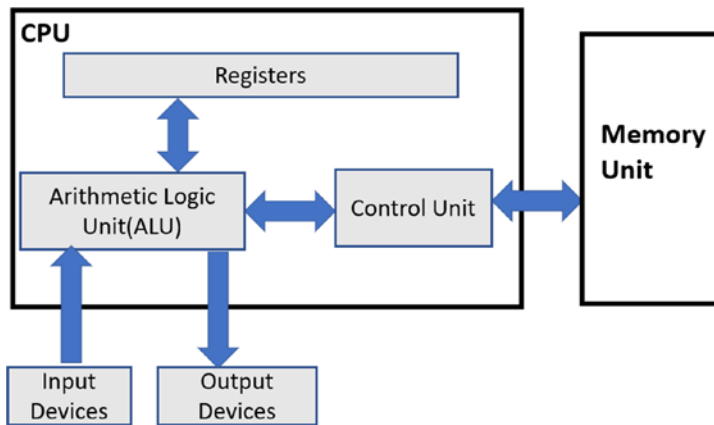 CPU
Registers
Memory
Unit
Arithmetic Logic
Unit(ALU)
Control Unit
Input
Devices
Output
Devices